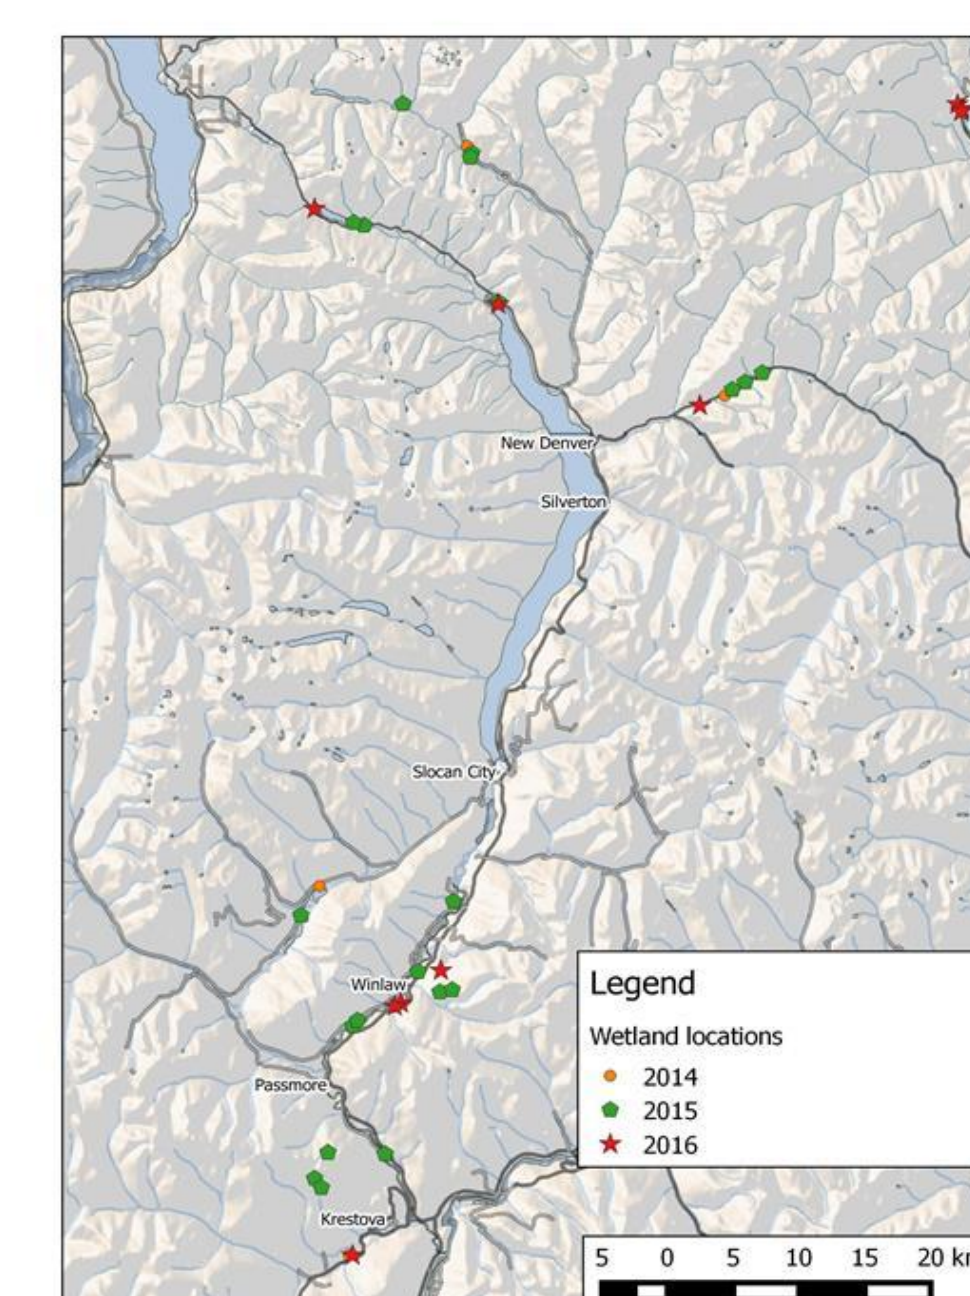 New Denver
Silverton
Slocan City
Winlaw
Passmore
Krestova
Legend
Wetland locations
2014
2015
2016
5 0 5 10 15 20 km